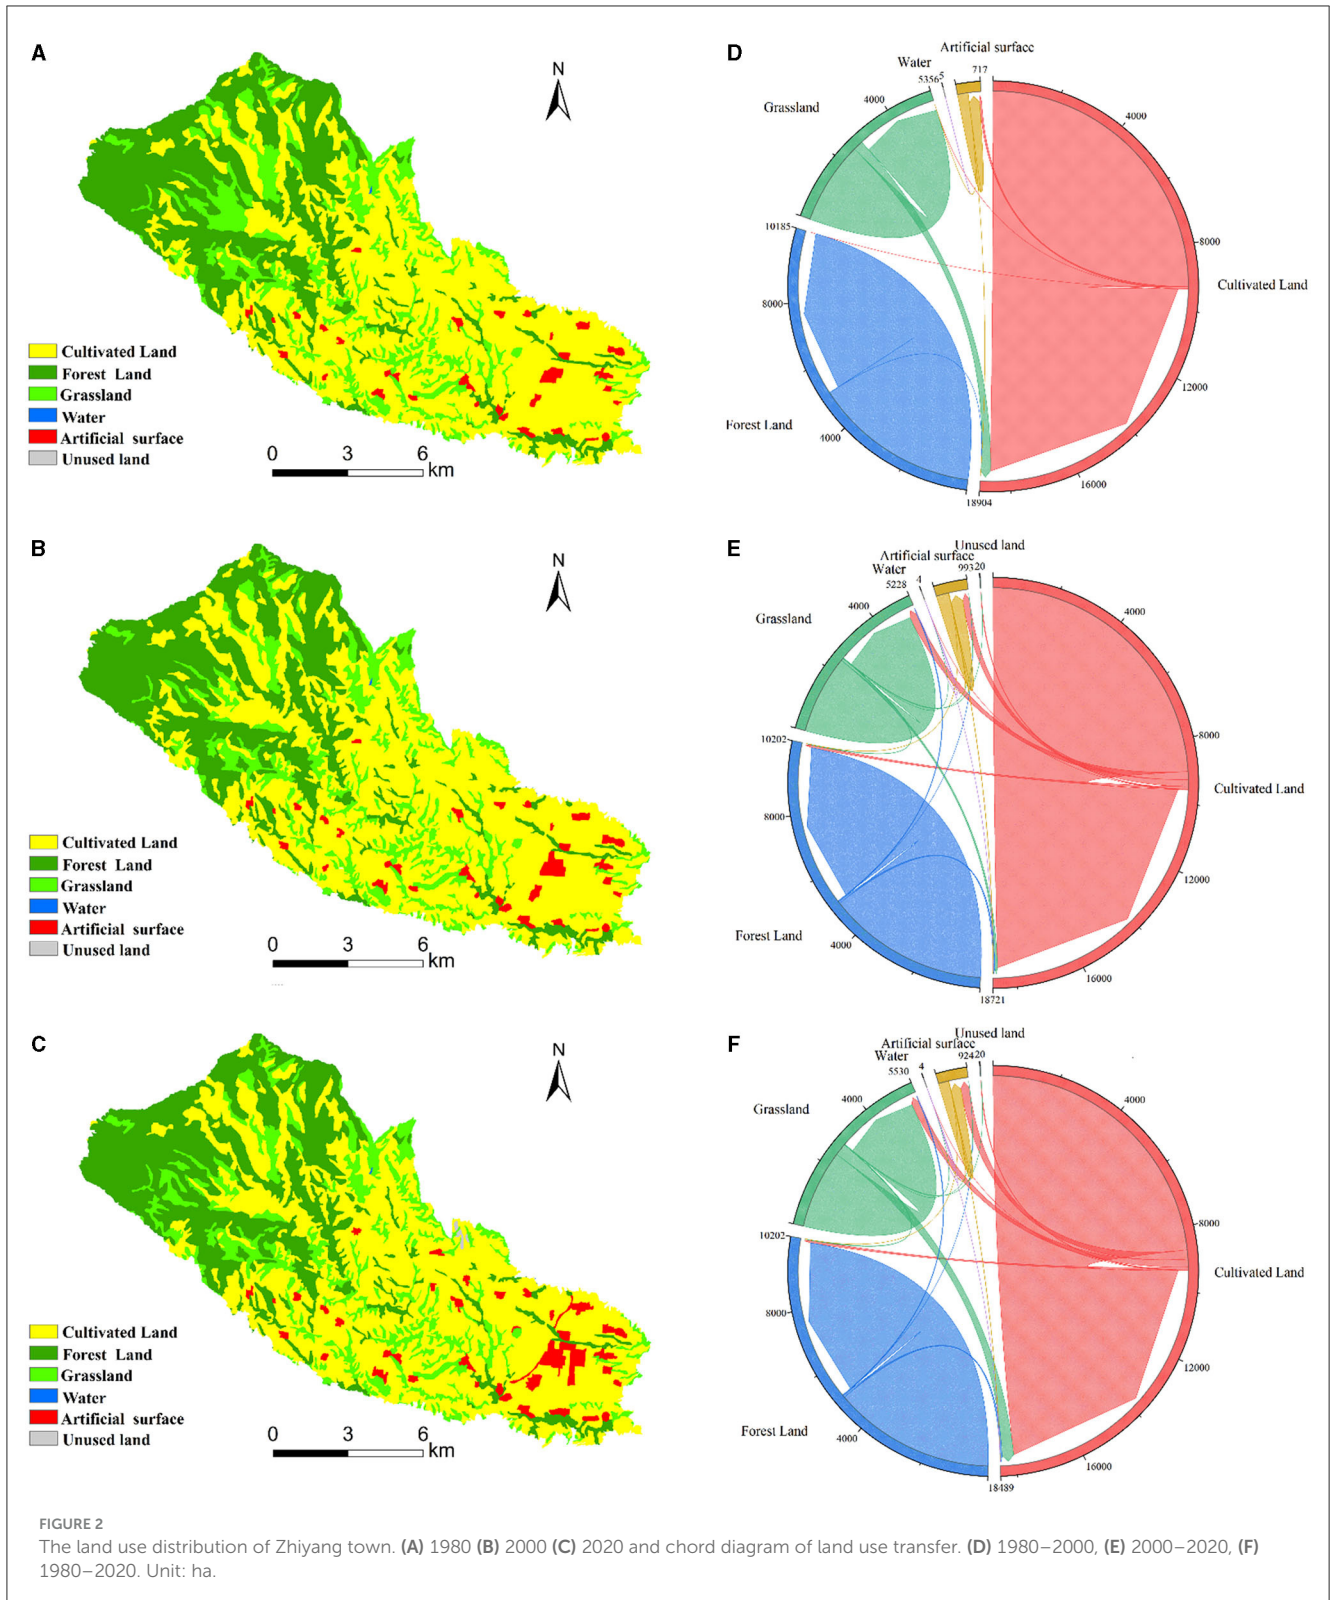 A
N
Cultivated Land
Forest Land
Grassland
Water
Artificial surface
Unused land
0 3 6
km
D
Artificial surface
Water
717
5356 5
4000
4000
Grassland
10185
8000
8000
Cultivated Land
12000
Forest Land
4000
16000
18904
B
N
Cultivated Land
Forest Land
Grassland
Water
Artificial surface
Unused land
0 3 6
km
E
Unused land
Artificial surface
Water
993 20
5228 4
4000
4000
Grassland
10202
8000
8000
Cultivated Land
12000
Forest Land
4000
16000
18721
C
N
Cultivated Land
Forest Land
Grassland
Water
Artificial surface
Unused land
0 3 6
km
F
Unused land
Artificial surface
Water
924 20
5530 4
4000
4000
Grassland
10202
8000
8000
Cultivated Land
12000
Forest Land
4000
16000
18489
FIGURE 2
The land use distribution of Zhiyang town. (A) 1980 (B) 2000 (C) 2020 and chord diagram of land use transfer. (D) 1980–2000, (E) 2000–2020, (F)
1980–2020. Unit: ha.